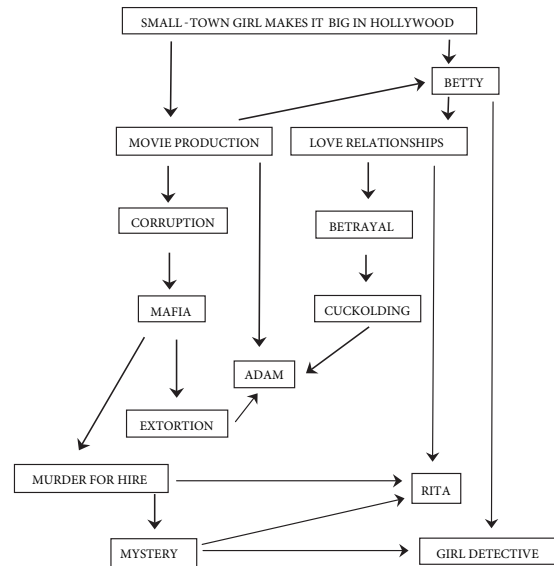 SMALL-TOWN GIRL MAKES IT BIG IN HOLLYWOOD
BETTY
MOVIE PRODUCTION
LOVE RELATIONSHIPS
CORRUPTION
BETRAYAL
MAFIA
CUCKOLDING
ADAM
EXTORTION
MURDER FOR HIRE
RITA
MYSTERY
GIRL DETECTIVE